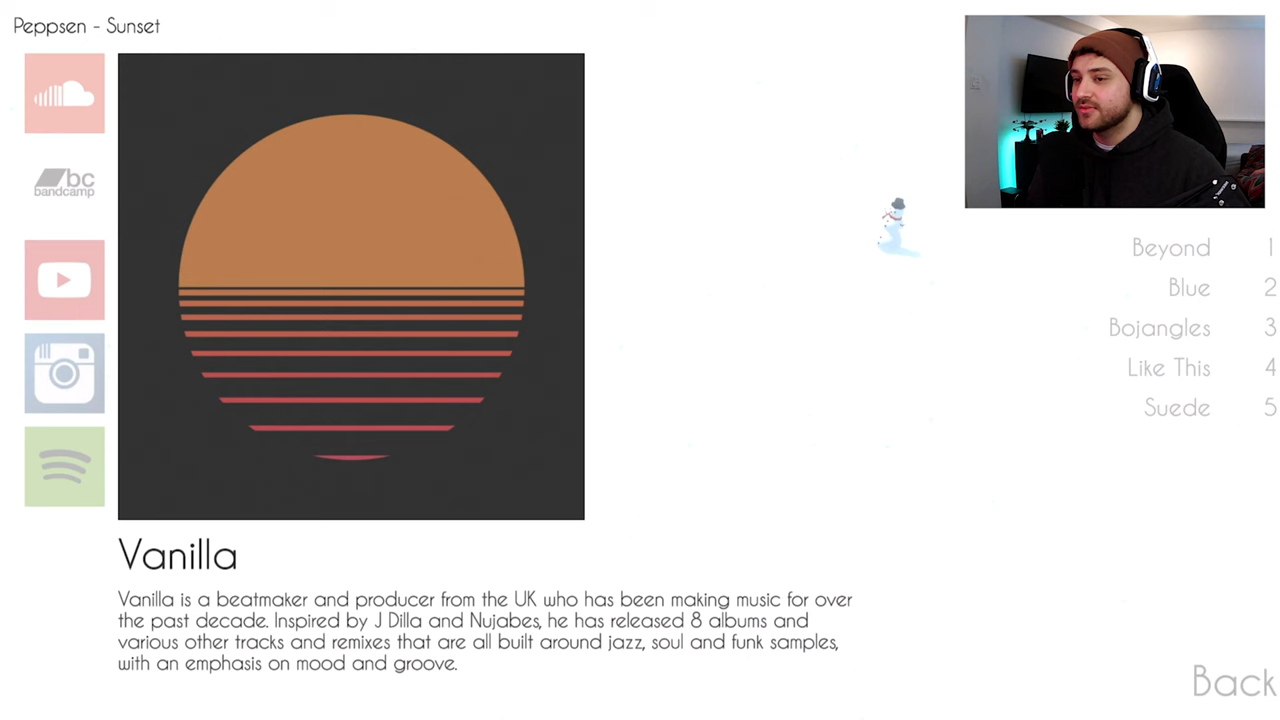 Peppsen - Sunset
bc
bandcamp
Beyond 1
Blue 2
Bojangles 3
Like This 4
Suede 5
Vanilla
Vanilla is a beatmaker and producer from the UK who has been making music for over
the past decade. Inspired by J Dilla and Nujabes, he has released 8 albums and
various other tracks and remixes that are all built around jazz, soul and funk samples,
with an emphasis on mood and groove.
Back